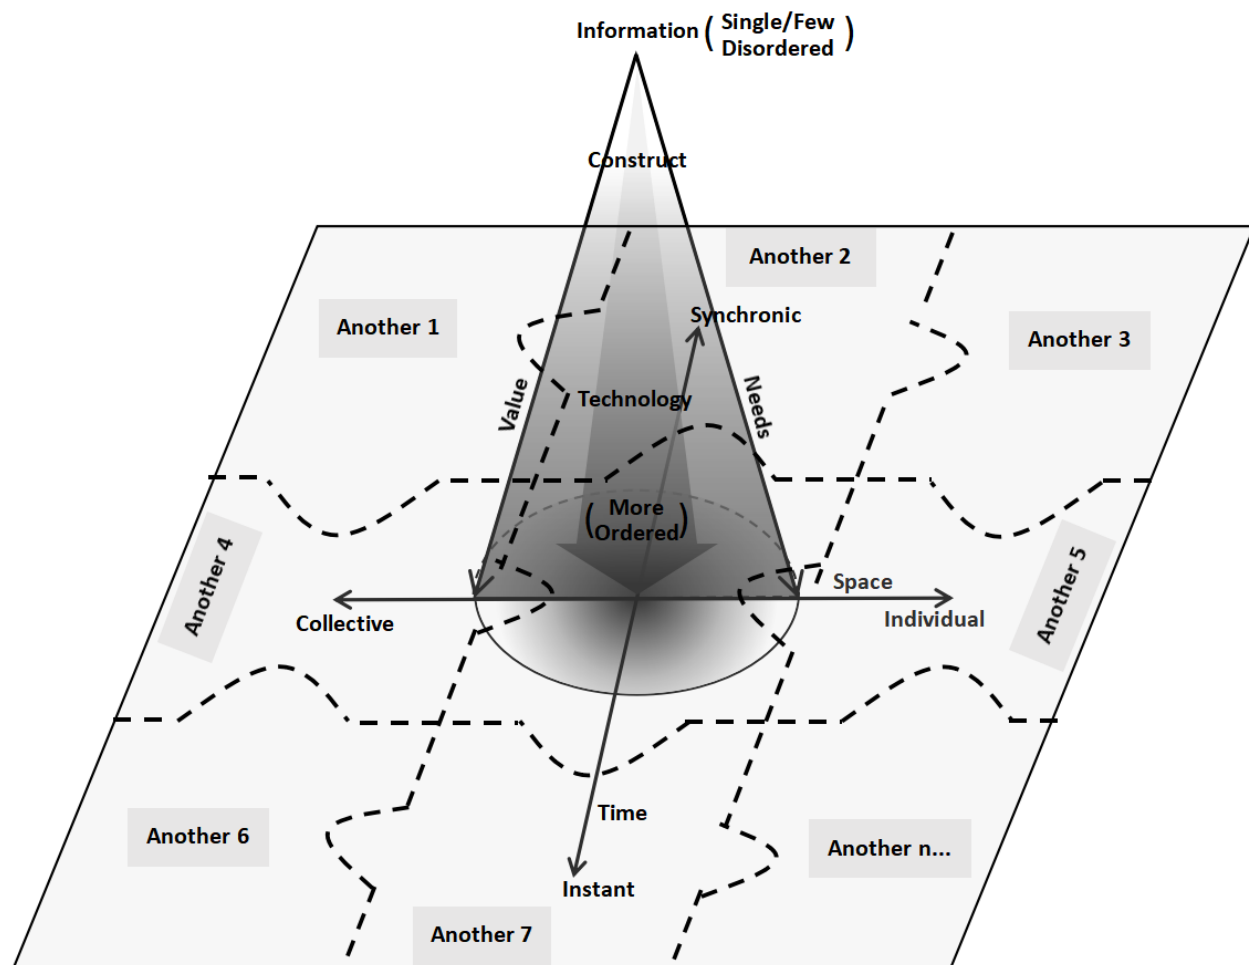 Information ( Single/Few
Disordered )
Construct
Another 2
Another 1
Synchronic
Another 3
Value
Technology
Needs
( More
Ordered )
Another 4
Another 5
Space
Collective
Individual
Time
Another 6
Another n...
Instant
Another 7